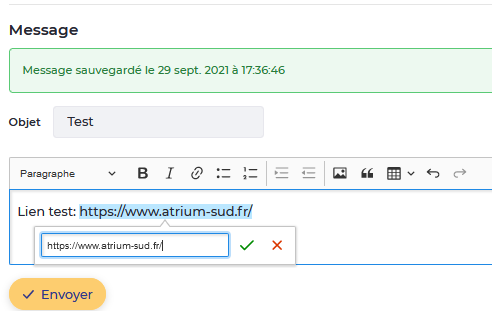 Message
Message sauvegardé le 29 sept. 2021 à 17:36:46
Objet Test
Paragraphe B I
Lien test: https://www.atrium-sud.fr/
https://www.atrium-sud.fr/
Envoyer